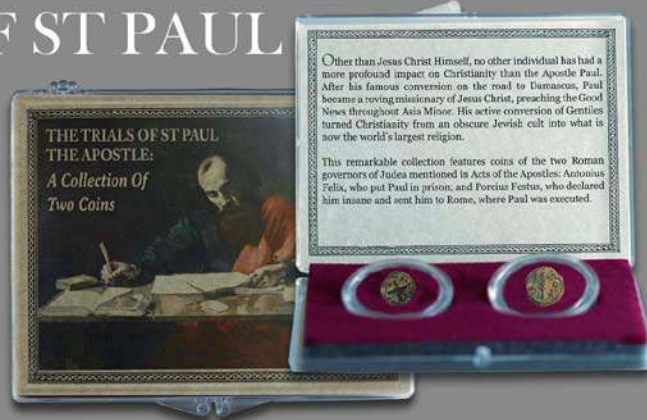 F ST PAUL
THE TRIALS OF ST PAUL
THE APOSTLE:
A Collection Of
Two Coins
Other than Jesus Christ Himself, no other individual has had a
more profound impact on Christianity than the Apostle Paul.
After his famous conversion on the road to Damascus, Paul
became a roving missionary of Jesus Christ, preaching the Good
News throughout Asia Minor. His active conversion of Gentiles
turned Christianity from an obscure Jewish cult into what is
now the world's largest religion.
This remarkable collection features coins of the two Roman
governors of Judea mentioned in Acts of the Apostles: Antonius
Felix, who put Paul in prison; and Porcius Festus, who declared
him insane and sent him to Rome, where Paul was executed.